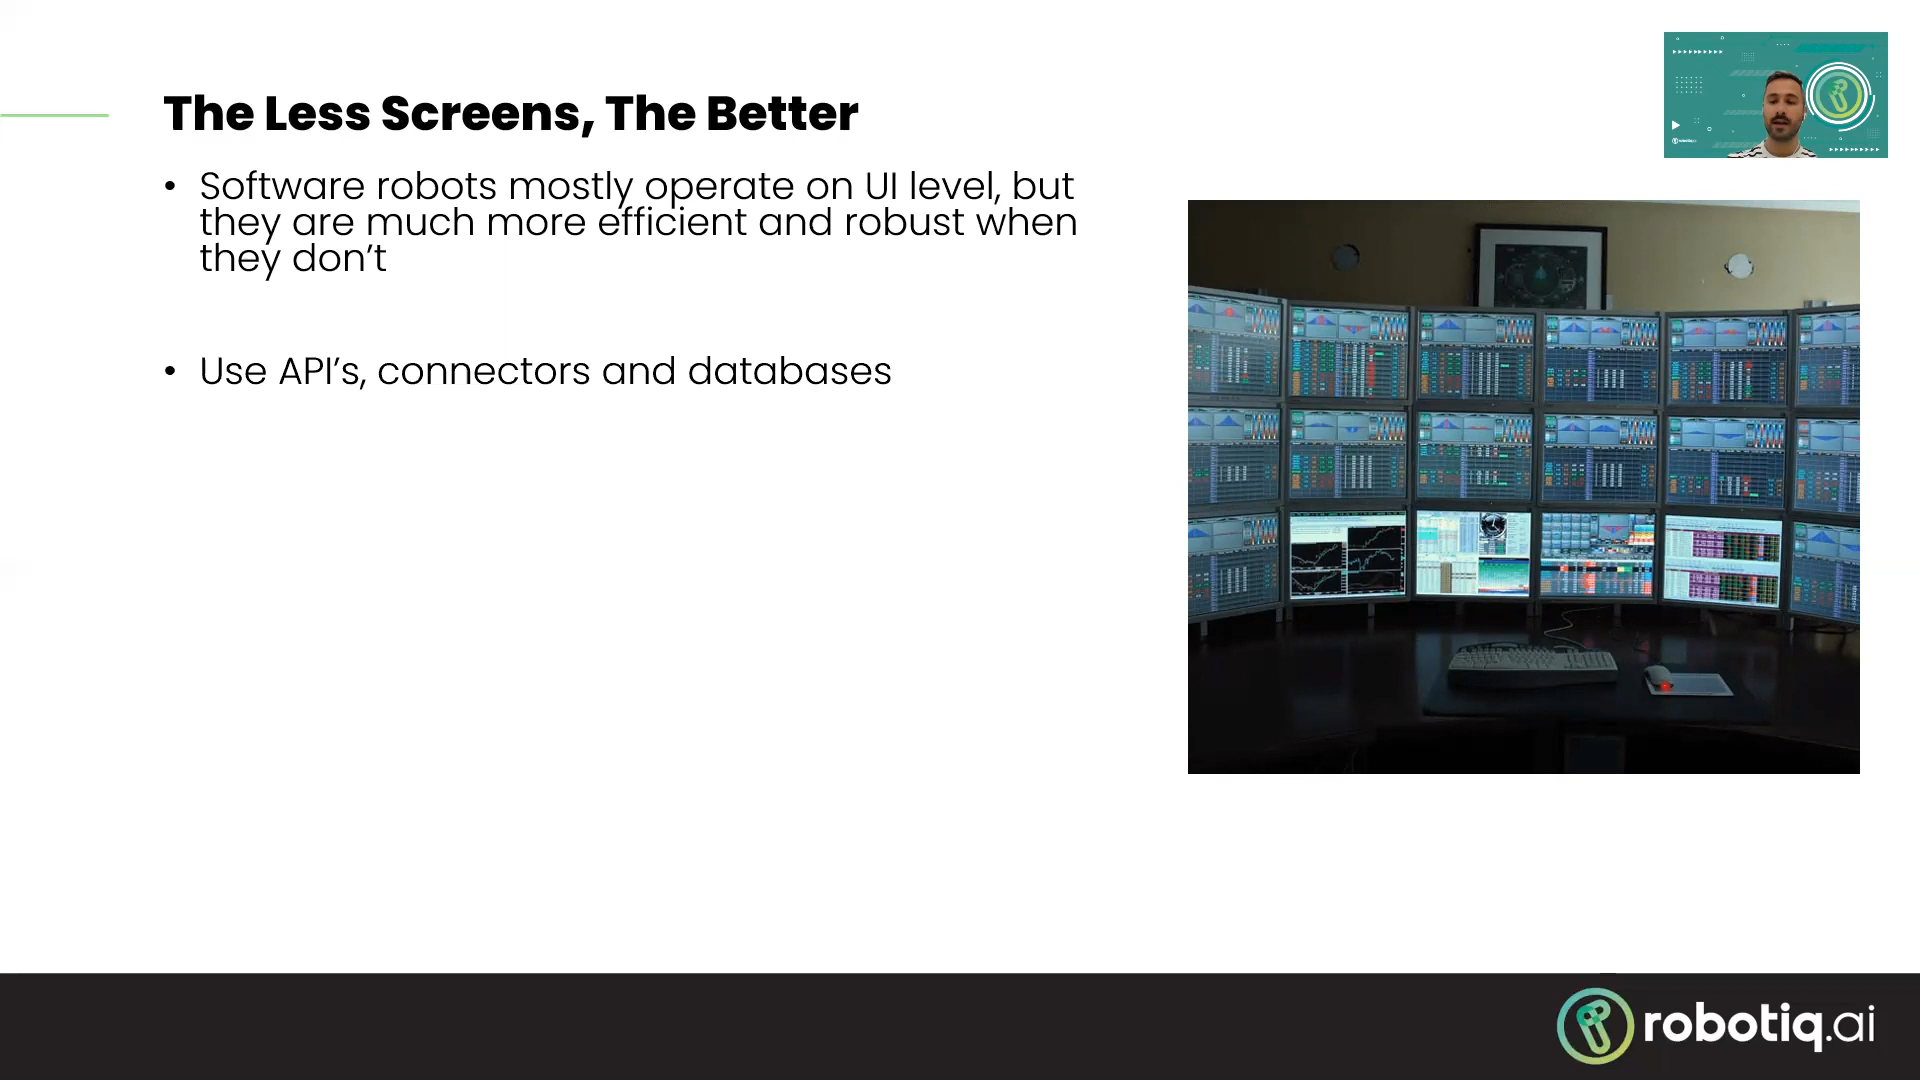 The Less Screens, The Better
• Software robots mostly operate on UI level, but
they are much more efficient and robust when
they don’t
• Use API’s, connectors and databases
robotiq.ai